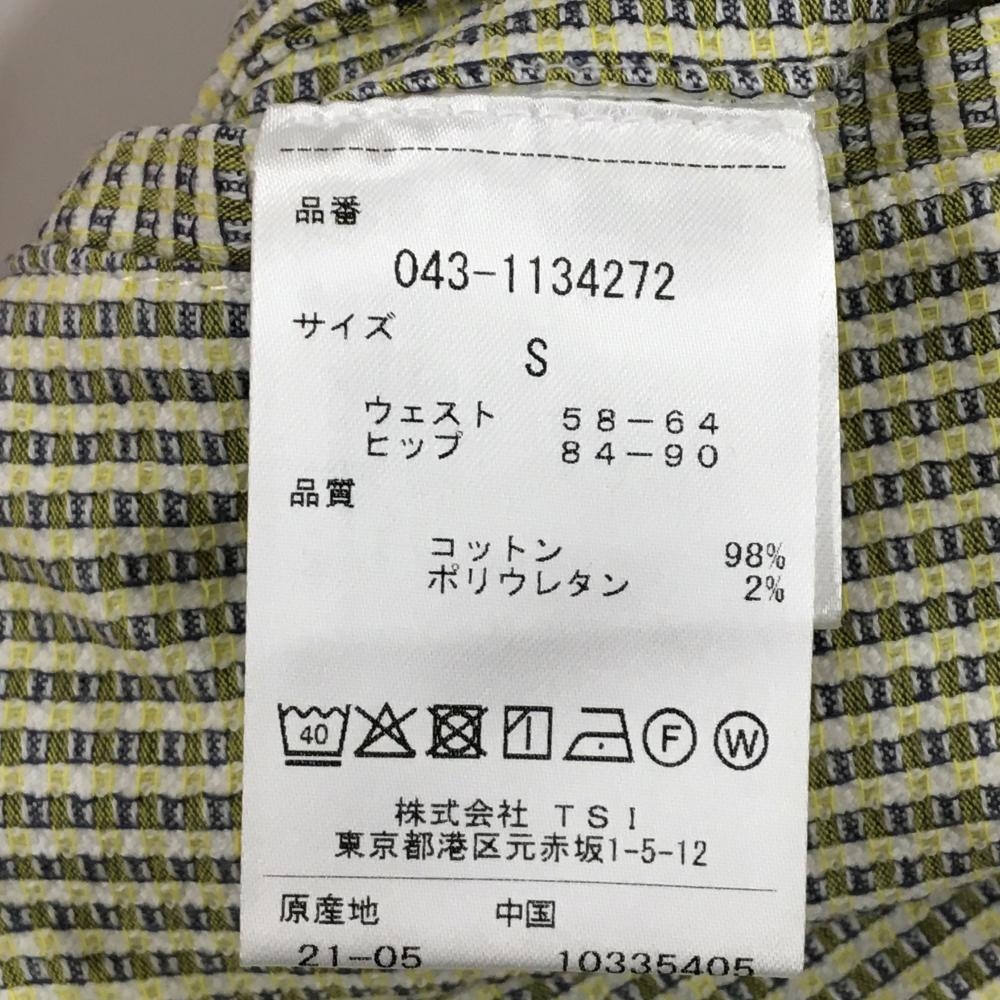 品番
043-1134272
サイズ
S
ウェスト 58-64
ヒップ 84-90
品質
コットン 98%
ポリウレタン 2%
40 F W
株式会社 TSI
東京都港区元赤坂1-5-12
原産地 中国
21-05 10335405